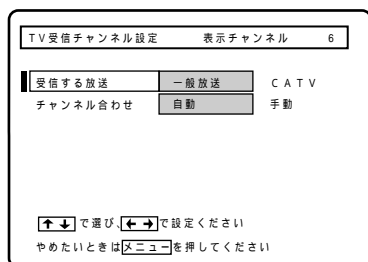 TV受信チャンネル設定　表示チャンネル　6
受信する放送　一般放送　CATV
チャンネル合わせ　自動　手動
↑↓で選び、←→で設定ください
やめたいときはメニューを押してください